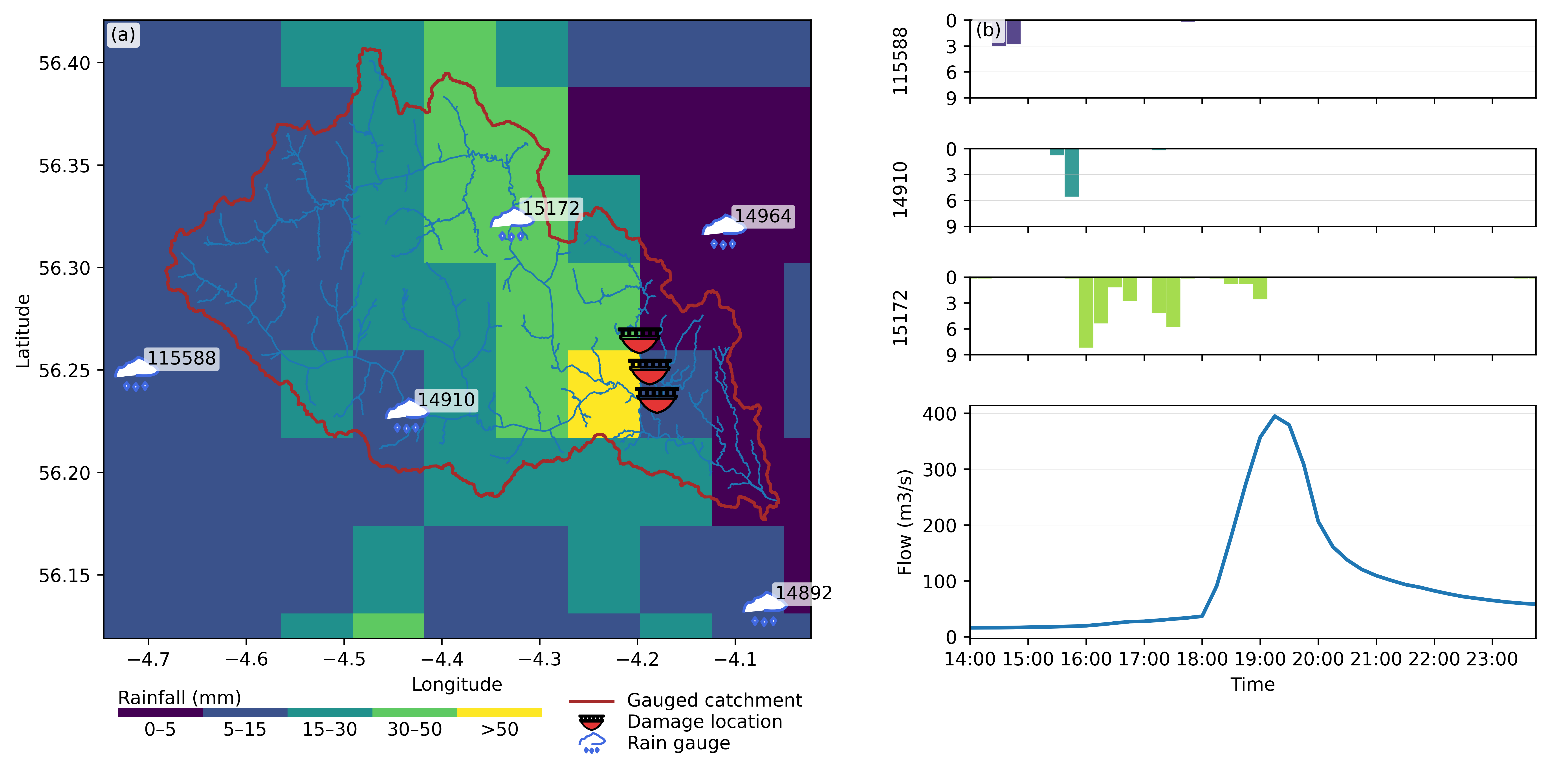 (a)
56.40
56.35
56.30
56.25
56.20
56.15
Latitude
15172
14964
115588
14910
14892
−4.7 −4.6 −4.5 −4.4 −4.3 −4.2 −4.1
Longitude
Rainfall (mm)
0–5 5–15 15–30 30–50 >50
Gauged catchment
Damage location
Rain gauge
(b)
115588
0
3
6
9
14910
0
3
6
9
15172
0
3
6
9
Flow (m3/s)
400
300
200
100
0
14:00 15:00 16:00 17:00 18:00 19:00 20:00 21:00 22:00 23:00
Time